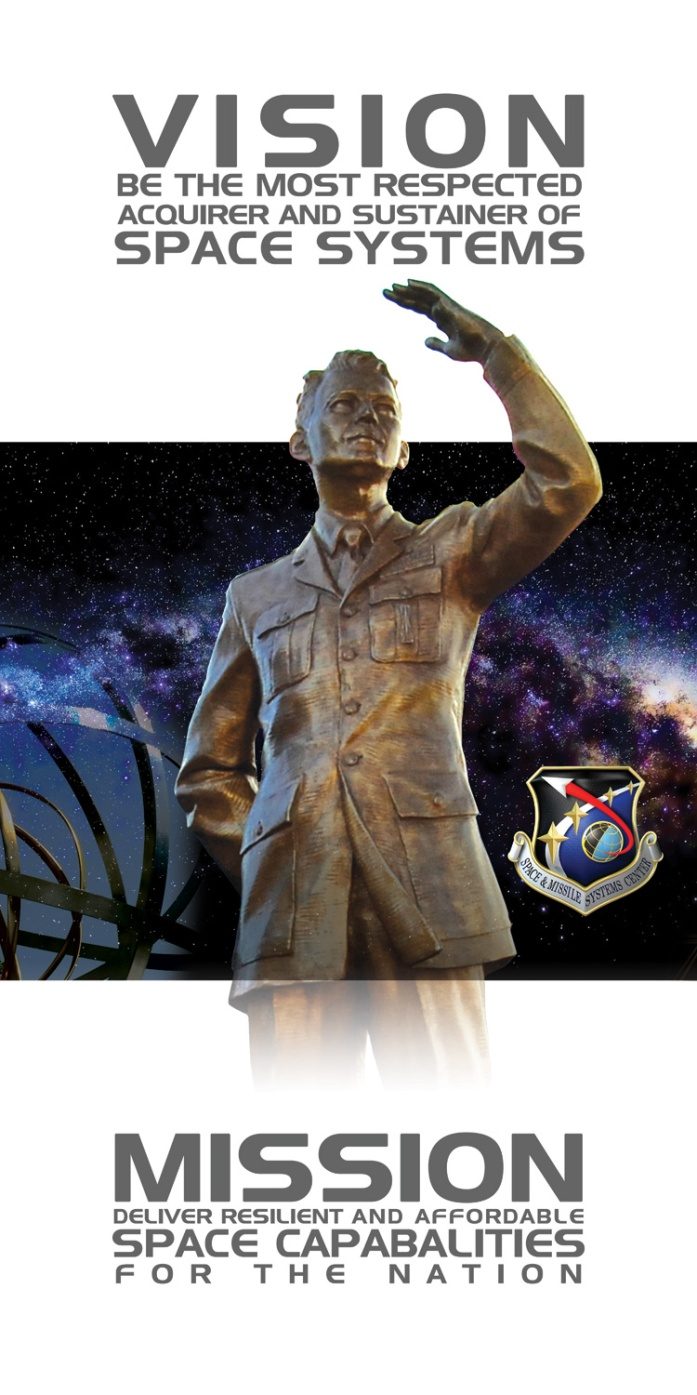 VISION
BE THE MOST RESPECTED
ACQUIRER AND SUSTAINER OF
SPACE SYSTEMS
SPACE & MISSILE SYSTEMS CENTER
MISSION
DELIVER RESILIENT AND AFFORDABLE
SPACE CAPABALITIES
FOR THE NATION